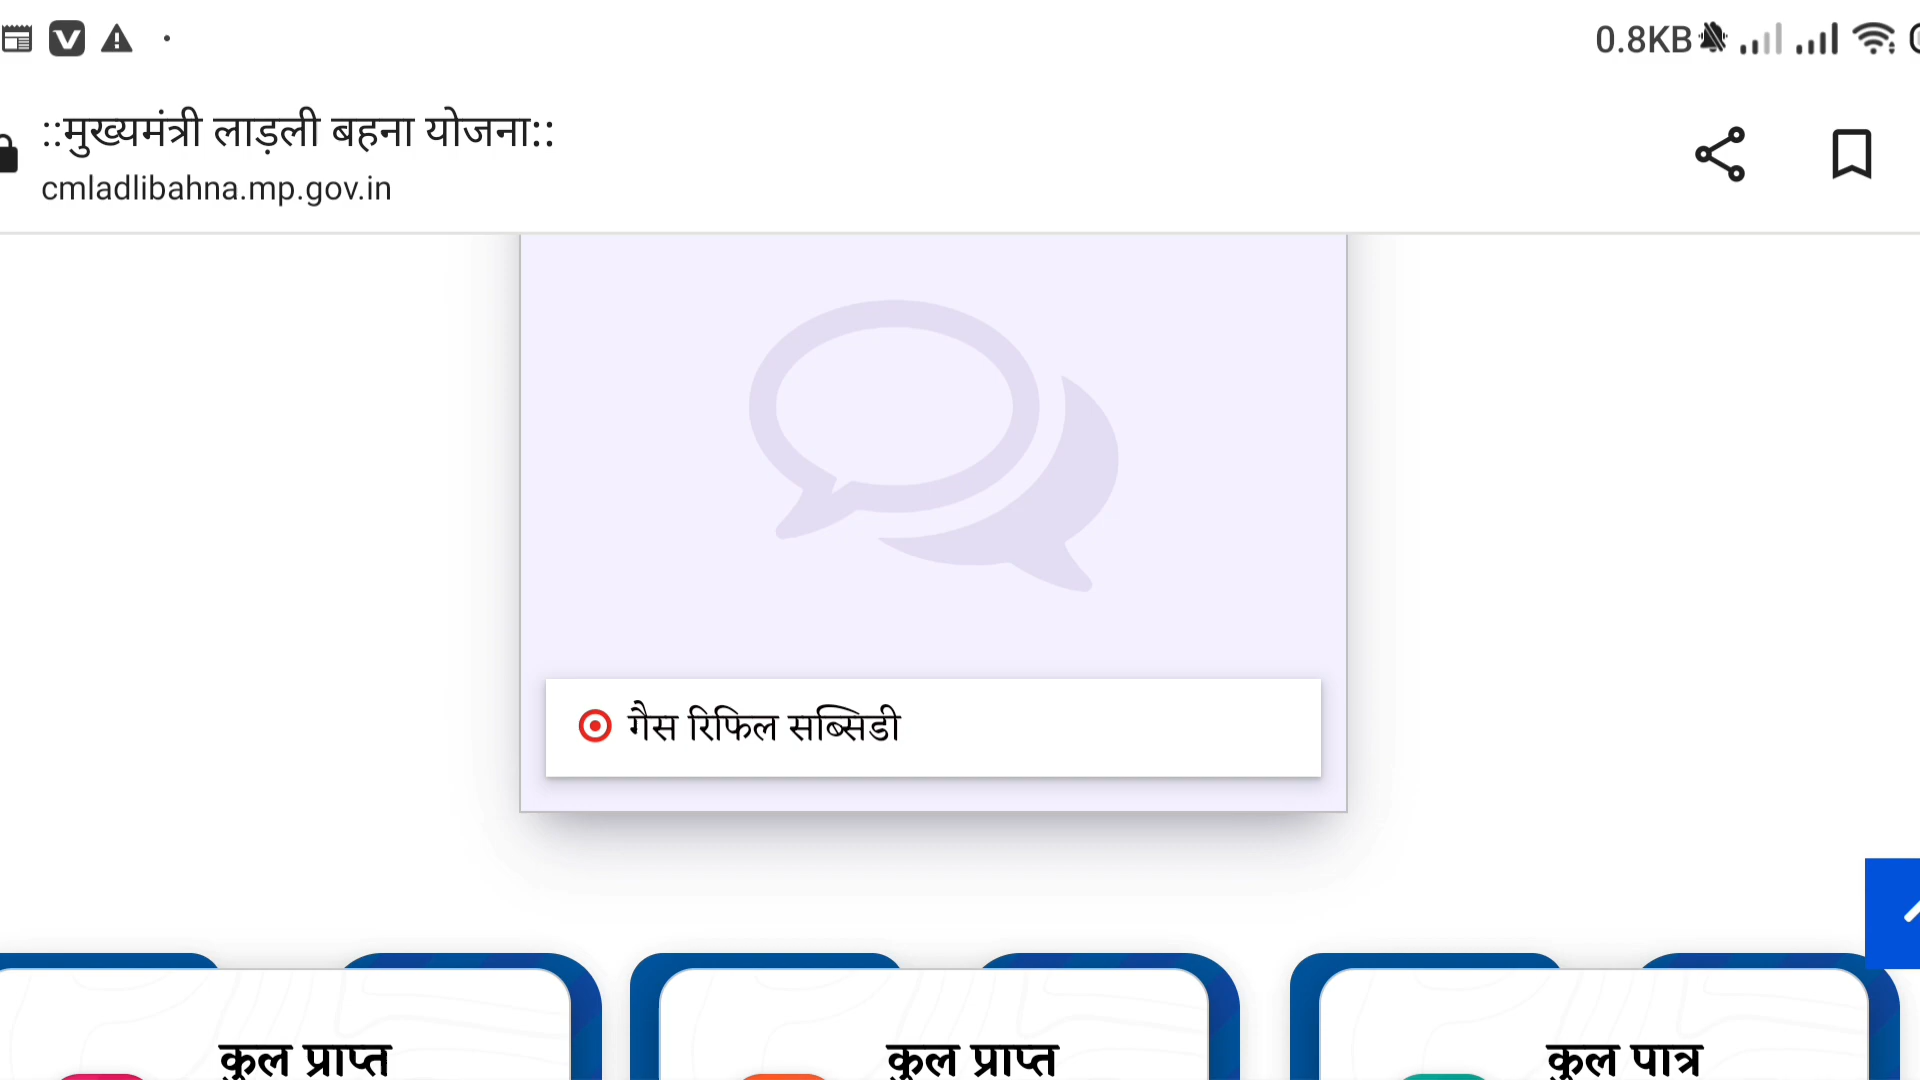 0.8KB
::मुख्यमंत्री लाड़ली बहना योजना::
cmladlibahna.mp.gov.in
गैस रिफिल सब्सिडी
कुल प्राप्त
कुल प्राप्त
कुल पात्र